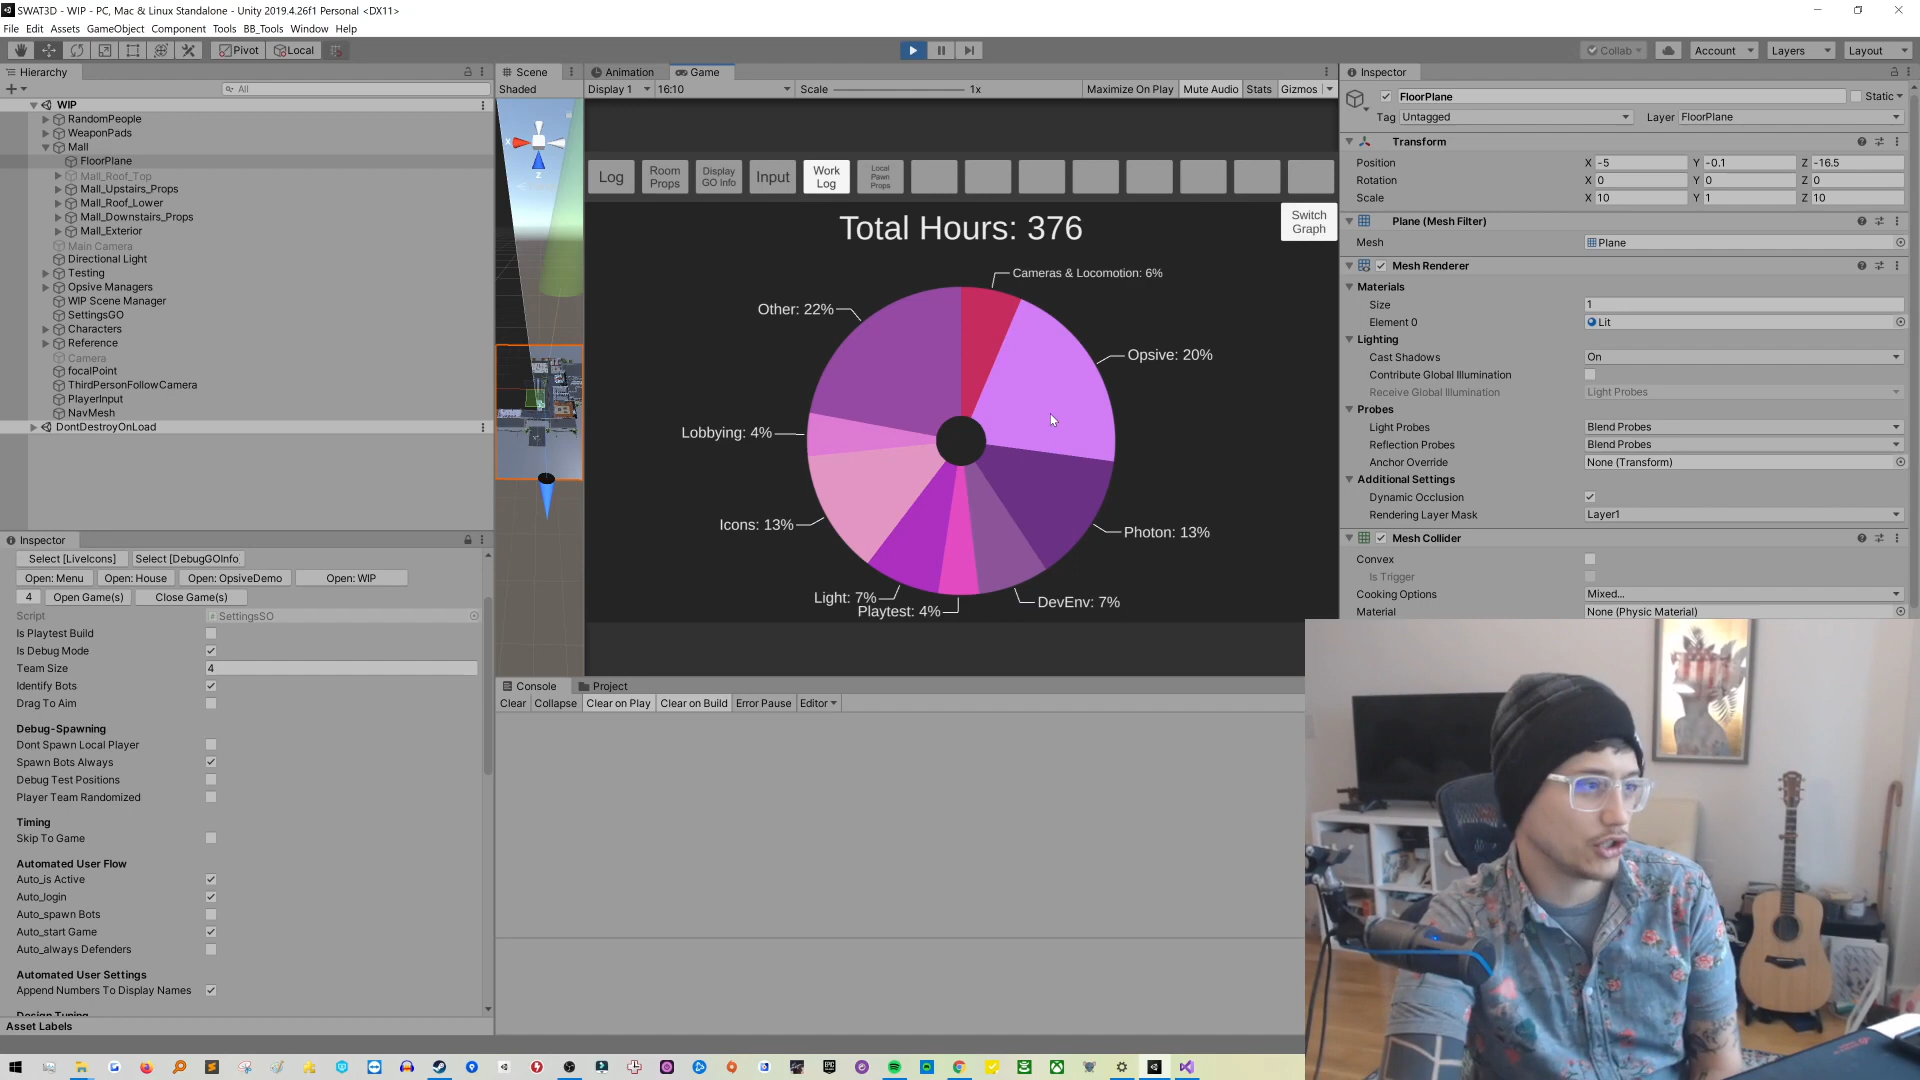 SWAT3D - WIP - PC, Mac & Linux Standalone - Unity 2019.4.26f1 Personal <DX11>
File Edit Assets GameObject Component Tools BB_Tools Window Help
Pivot Local Collab Account Layers Layout
Hierarchy
All
WIP
RandomPeople
WeaponPads
Mall
FloorPlane
Mall_Roof_Top
Mall_Upstairs_Props
Mall_Roof_Lower
Mall_Downstairs_Props
Mall_Exterior
Main Camera
Directional Light
Testing
Opsive Managers
WIP Scene Manager
SettingsGO
Characters
Reference
Camera
focalPoint
ThirdPersonFollowCamera
PlayerInput
NavMesh
DontDestroyOnLoad
Inspector
Select [LiveIcons] Select [DebugGOInfo
Open: Menu Open: House Open: OpsiveDemo Open: WIP
4 Open Game(s) Close Game(s)
Script SettingsSO
Is Playtest Build
Is Debug Mode
Team Size 4
Identify Bots
Drag To Aim
Debug-Spawning
Dont Spawn Local Player
Spawn Bots Always
Debug Test Positions
Player Team Randomized
Timing
Skip To Game
Automated User Flow
Auto_is Active
Auto_login
Auto_spawn Bots
Auto_start Game
Auto_always Defenders
Automated User Settings
Append Numbers To Display Names
Design Tuning
Asset Labels
Scene
Shaded
X
Z
Animation Game
Display 1 16:10 Scale 1x Maximize On Play Mute Audio Stats Gizmos
Log
Room Props
Display GO Info
Input
Work Log
Local Pawn Props
Switch Graph
Total Hours: 376
Cameras & Locomotion: 6%
Other: 22%
Opsive: 20%
Lobbying: 4%
Icons: 13%
Photon: 13%
Light: 7%
DevEnv: 7%
Playtest: 4%
Console Project
Clear Collapse Clear on Play Clear on Build Error Pause Editor
Inspector
FloorPlane Static
Tag Untagged Layer FloorPlane
Transform
Position X -5 Y -0.1 Z -16.5
Rotation X 0 Y 0 Z 0
Scale X 10 Y 1 Z 10
Plane (Mesh Filter)
Mesh Plane
Mesh Renderer
Materials
Size 1
Element 0 Lit
Lighting
Cast Shadows On
Contribute Global Illumination
Receive Global Illumination Light Probes
Probes
Light Probes Blend Probes
Reflection Probes Blend Probes
Anchor Override None (Transform)
Additional Settings
Dynamic Occlusion
Rendering Layer Mask Layer1
Mesh Collider
Convex
Is Trigger
Cooking Options Mixed...
Material None (Physic Material)